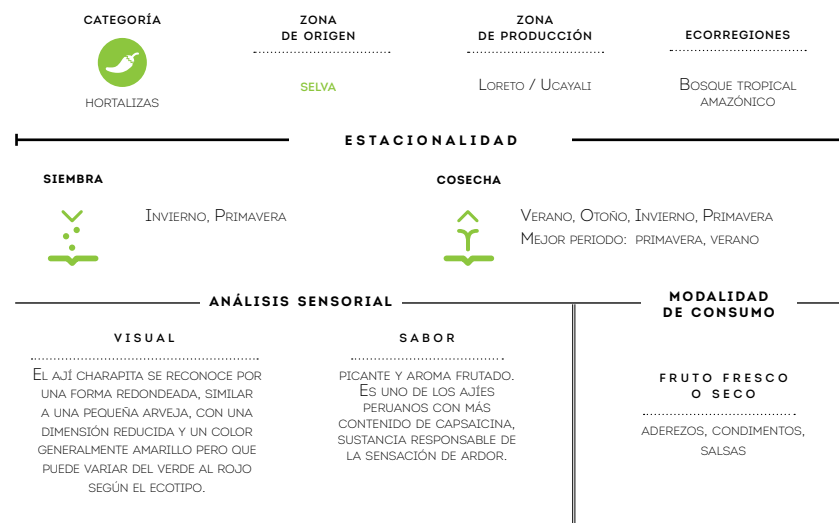 CATEGORÍA
HORTALIZAS
ZONA
DE ORIGEN
SELVA
ZONA
DE PRODUCCIÓN
Loreto / Ucayali
ECORREGIONES
Bosque tropical
amazónico
ESTACIONALIDAD
SIEMBRA
Invierno, Primavera
COSECHA
Verano, Otoño, Invierno, Primavera
Mejor periodo: primavera, verano
ANÁLISIS SENSORIAL
VISUAL
El ají charapita se reconoce por
una forma redondeada, similar
a una pequeña arveja, con una
dimensión reducida y un color
generalmente amarillo pero que
puede variar del verde al rojo
según el ecotipo.
SABOR
picante y aroma frutado.
Es uno de los ajíes
peruanos con más
contenido de capsaicina,
sustancia responsable de
la sensación de ardor.
MODALIDAD
DE CONSUMO
FRUTO FRESCO
O SECO
aderezos, condimentos,
salsas